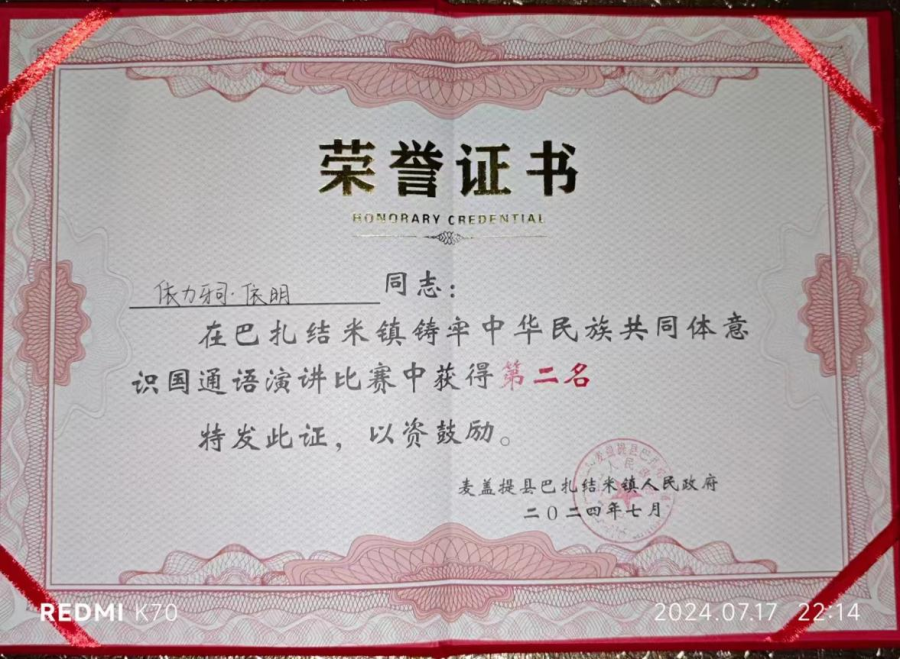 荣誉证书
HONORARY CREDENTIAL
依力牙司·依明 同志：
在巴扎结米镇铸牢中华民族共同体意
识国通语演讲比赛中获得第二名
特发此证，以资鼓励。
麦盖提县巴扎结米镇人民政府
二〇二四年七月
REDMI K70
2024.07.17 22:14